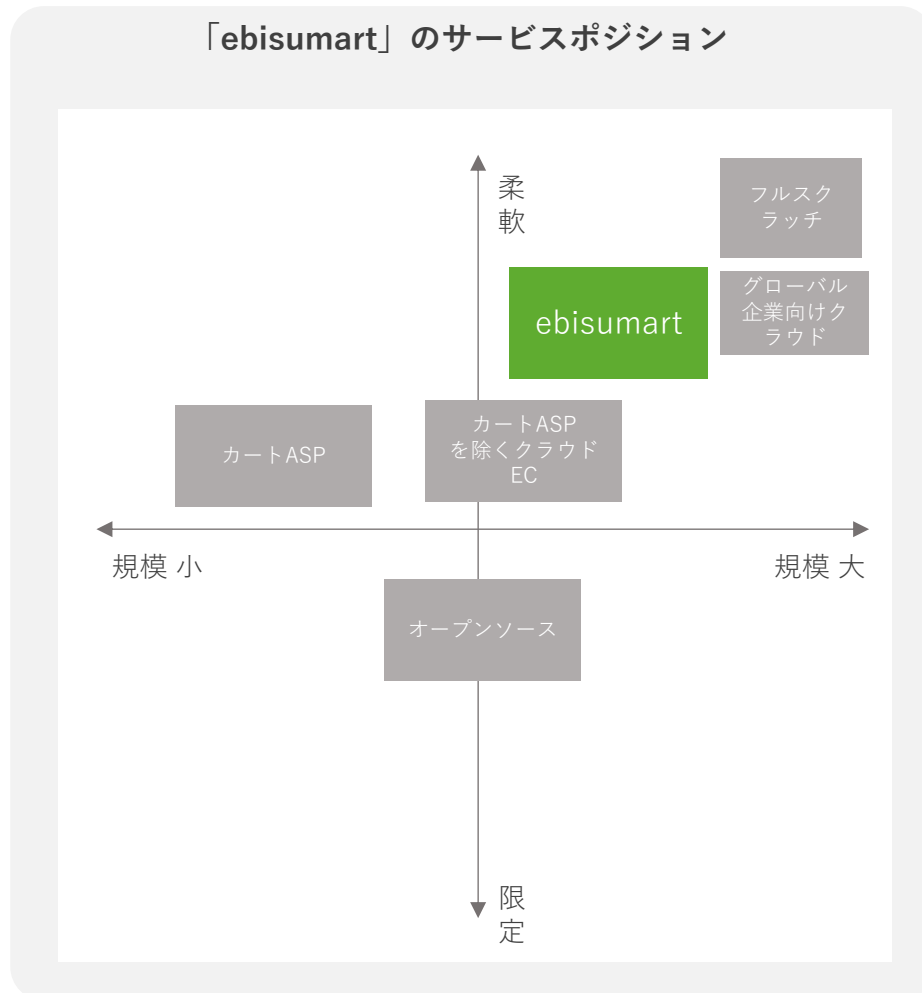 「ebisumart」のサービスポジション
柔
軟
フルスク
ラッチ
ebisumart
グローバル
企業向けク
ラウド
カートASP
カートASP
を除くクラウド
EC
規模 小
規模 大
オープンソース
限
定